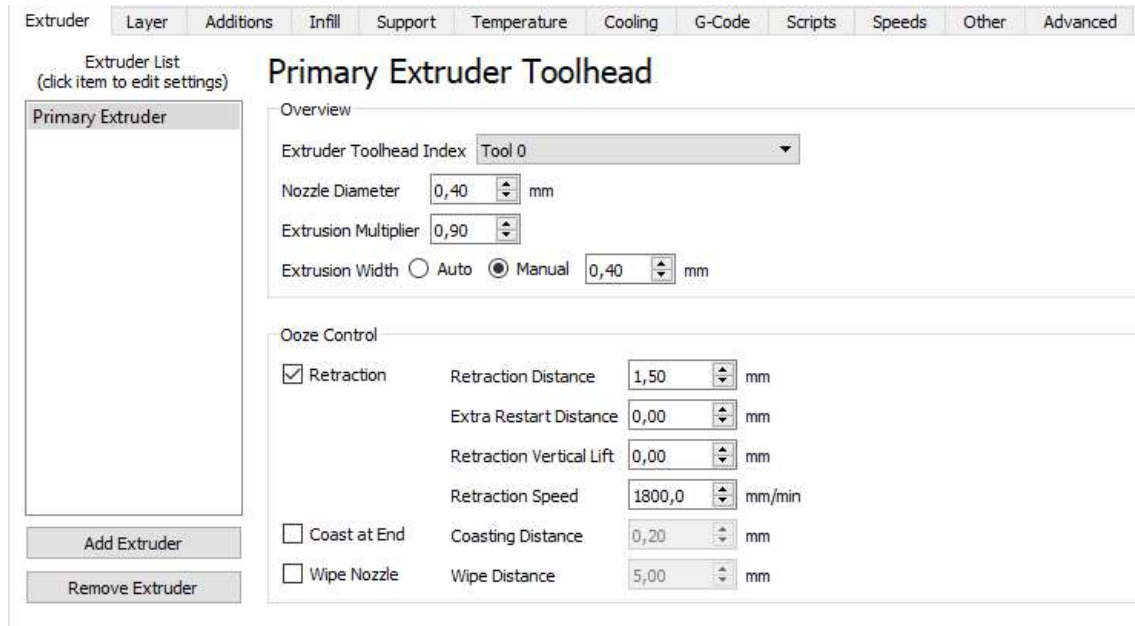 Extruder Layer Additions Infill Support Temperature Cooling G-Code Scripts Speeds Other Advanced
Extruder List
(click item to edit settings)
Primary Extruder
Add Extruder
Remove Extruder
Primary Extruder Toolhead
Overview
Extruder Toolhead Index Tool 0
Nozzle Diameter 0,40 mm
Extrusion Multiplier 0,90
Extrusion Width Auto Manual 0,40 mm
Ooze Control
Retraction Retraction Distance 1,50 mm
Extra Restart Distance 0,00 mm
Retraction Vertical Lift 0,00 mm
Retraction Speed 1800,0 mm/min
Coast at End Coasting Distance 0,20 mm
Wipe Nozzle Wipe Distance 5,00 mm